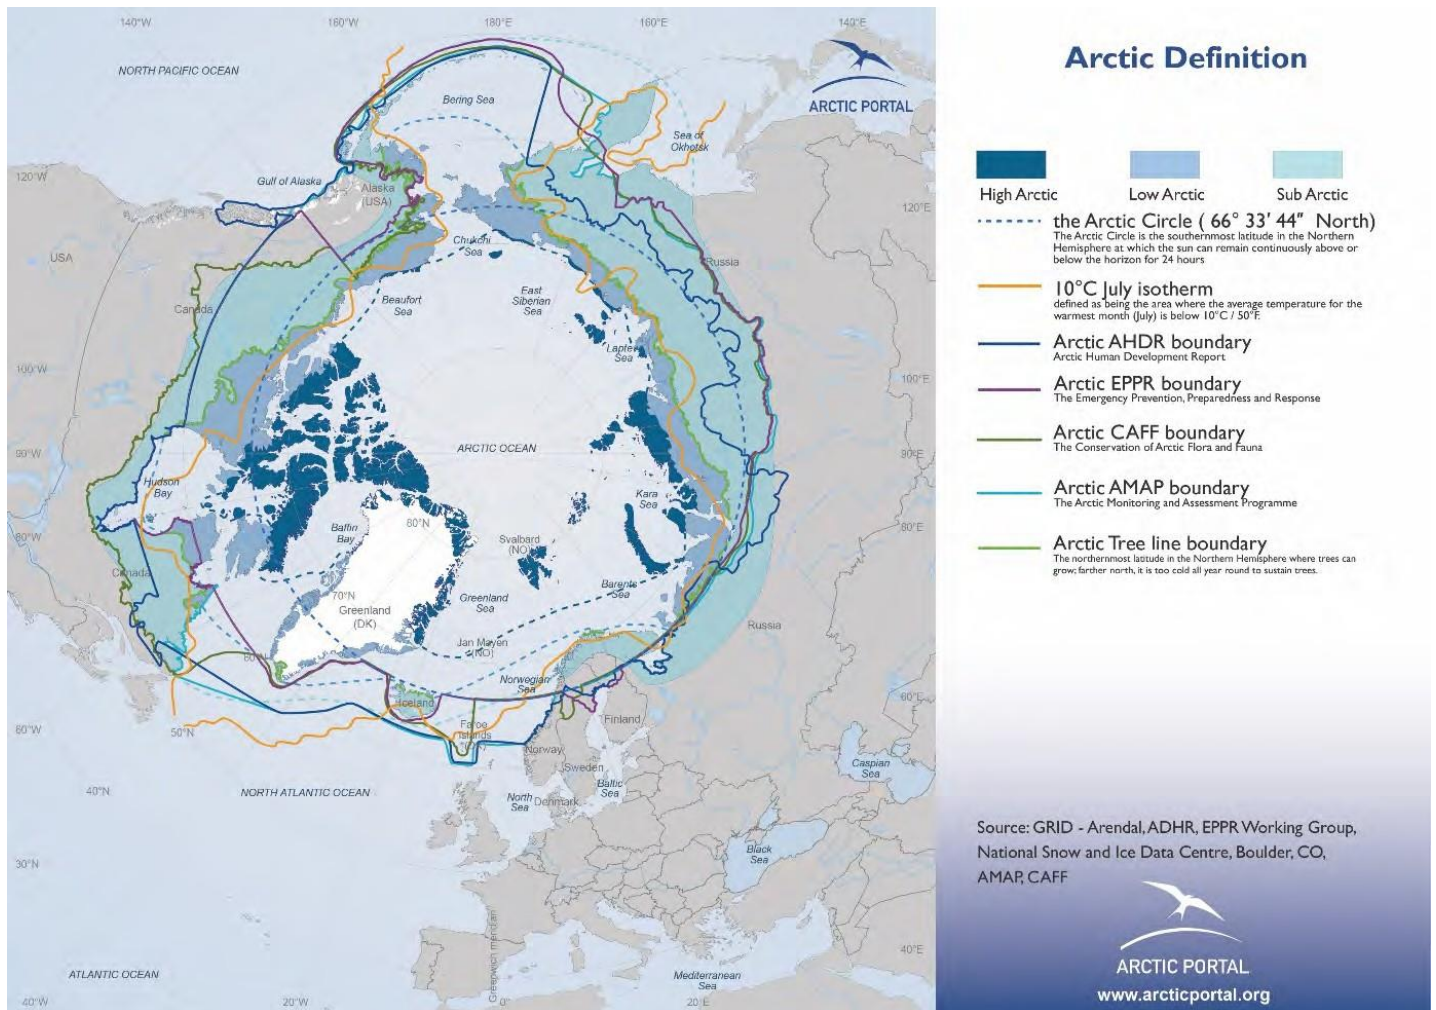 140°W
160°W
180°E
160°E
140°E
NORTH PACIFIC OCEAN
Bering Sea
ARCTIC PORTAL
Sea of
Okhotsk
120°W
Gulf of Alaska
Alaska
(USA)
120°E
USA
Chukchi
Sea
Russia
Canada
Beaufort
Sea
East
Siberian
Sea
Laptev
Sea
100°W
100°E
ARCTIC OCEAN
90°W
90°E
Hudson
Bay
Kara
Sea
Baffin
Bay
80°N
80°W
80°E
Svalbard
(NO)
Canada
70°N
Greenland
(DK)
Greenland
Sea
Barents
Sea
Russia
Jan Mayen
(NO)
60°N
Norwegian
Sea
Iceland
60°E
60°W
50°N
Faroe
Islands
Finland
Norway
Sweden
Caspian
Sea
40°N
NORTH ATLANTIC OCEAN
North
Sea
Denmark
Baltic
Sea
30°N
Black
Sea
Greenwich meridian
40°E
ATLANTIC OCEAN
Mediterranean
Sea
40°W
20°W
0°
20°E
Arctic Definition
High Arctic
Low Arctic
Sub Arctic
the Arctic Circle ( 66° 33′ 44″ North)
The Arctic Circle is the southernmost latitude in the Northern
Hemisphere at which the sun can remain continuously above or
below the horizon for 24 hours
10°C July isotherm
defined as being the area where the average temperature for the
warmest month (July) is below 10°C / 50°F.
Arctic AHDR boundary
Arctic Human Development Report
Arctic EPPR boundary
The Emergency Prevention, Preparedness and Response
Arctic CAFF boundary
The Conservation of Arctic Flora and Fauna
Arctic AMAP boundary
The Arctic Monitoring and Assessment Programme
Arctic Tree line boundary
The northernmost latitude in the Northern Hemisphere where trees can
grow; farther north, it is too cold all year round to sustain trees.
Source: GRID - Arendal, ADHR, EPPR Working Group,
National Snow and Ice Data Centre, Boulder, CO,
AMAP, CAFF
ARCTIC PORTAL
www.arcticportal.org